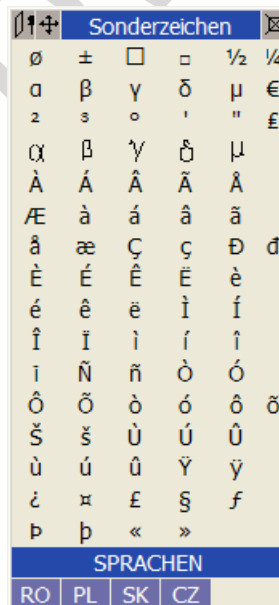 Sonderzeichen
ø ± □ ▫ ½ ¼
α β γ δ µ €
² ³ ° ' " ₤
α β γ δ µ
À Á Â Ã Å
Æ à á â ã
å æ Ç ç Đ đ
È É Ê Ë è
é ê ë Ì Í
Î Ï ì í î
ī Ñ ñ Ò Ó
Ô Õ ò ó ô õ
Š š Ù Ú Û
ù ú û Ÿ ÿ
¿ ¤ £ § ƒ
Þ þ « »
SPRACHEN
RO PL SK CZ